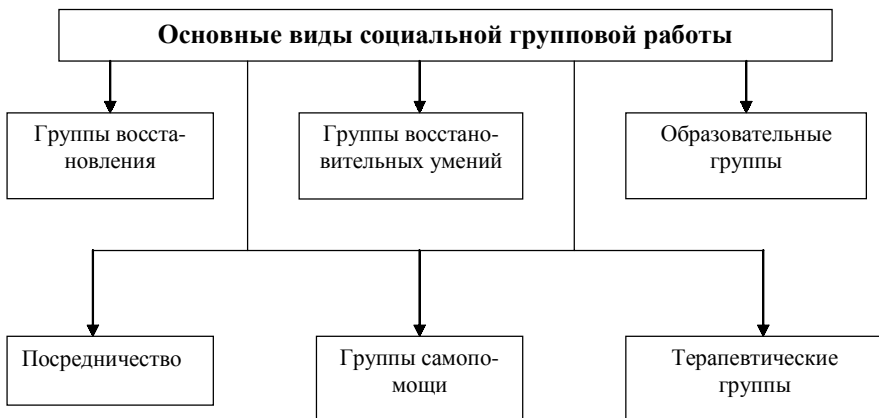 Основные виды социальной групповой работы
Группы восста-
новления
Группы восстано-
вительных умений
Образовательные
группы
Посредничество
Группы самопо-
мощи
Терапевтические
группы